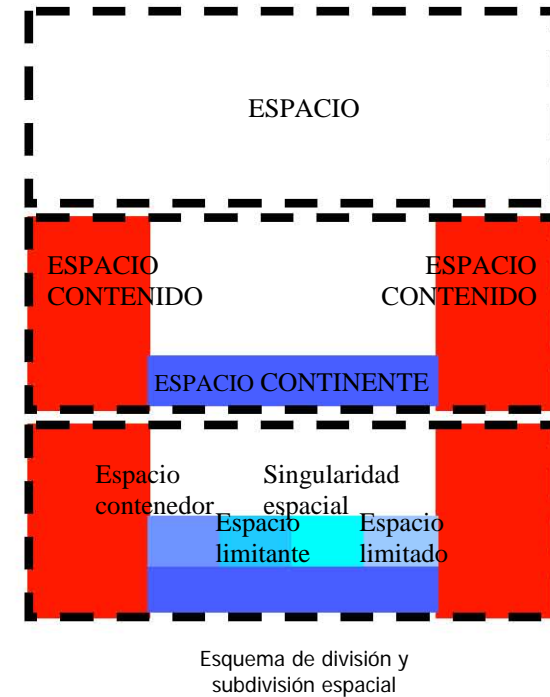 ESPACIO
ESPACIO
CONTENIDO
ESPACIO
CONTENIDO
ESPACIO CONTINENTE
Espacio
contenedor
Singularidad
espacial
Espacio
limitante
Espacio
limitado
Esquema de división y
subdivisión espacial